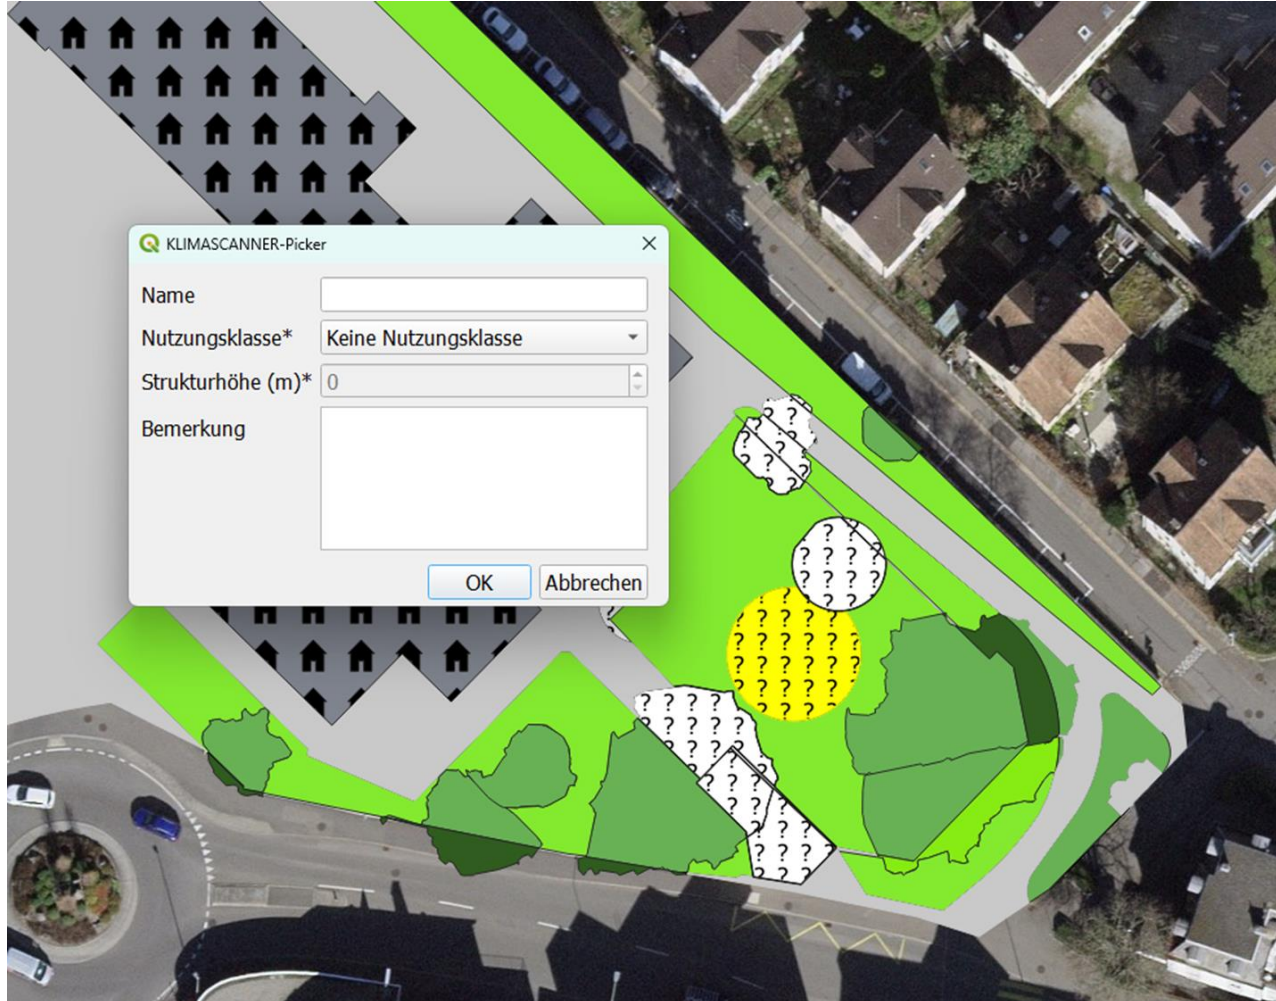 KLIMASCANNER-Picker
Name
Nutzungsklasse* Keine Nutzungsklasse
Strukturhöhe (m)* 0
Bemerkung
OK Abbrechen